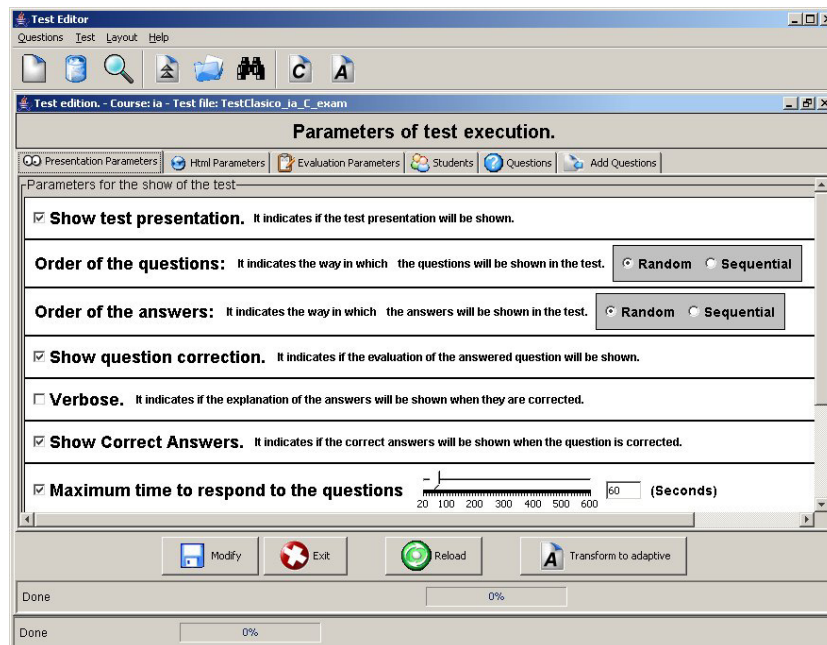 Test Editor
Questions Test Layout Help
C A
Test edition. - Course: ia - Test file: TestClasico_ia_C_exam
Parameters of test execution.
Presentation Parameters Html Parameters Evaluation Parameters Students Questions Add Questions
Parameters for the show of the test
Show test presentation. It indicates if the test presentation will be shown.
Order of the questions: It indicates the way in which the questions will be shown in the test. Random Sequential
Order of the answers: It indicates the way in which the answers will be shown in the test. Random Sequential
Show question correction. It indicates if the evaluation of the answered question will be shown.
Verbose. It indicates if the explanation of the answers will be shown when they are corrected.
Show Correct Answers. It indicates if the correct answers will be shown when the question is corrected.
Maximum time to respond to the questions 60 (Seconds)
20 100 200 300 400 500 600
Modify Exit Reload A Transform to adaptive
Done 0%
Done 0%